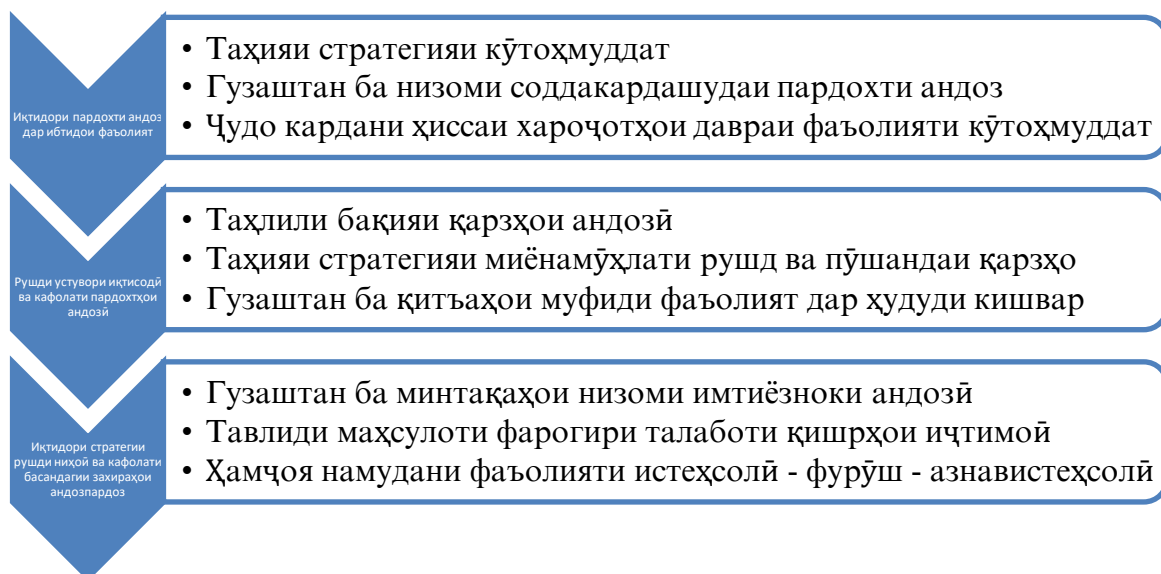 Иқтидори пардохти андоз
дар ибтидои фаъолият
• Таҳияи стратегияи кӯтоҳмуддат
• Гузаштан ба низоми соддакардашудаи пардохти андоз
• Ҷудо кардани ҳиссаи хароҷотҳои давраи фаъолияти кӯтоҳмуддат
Рушди устувори иқтисодӣ
ва кафолати пардохтҳои
андозӣ
• Таҳлили бақияи қарзҳои андозӣ
• Таҳияи стратегияи миёнамӯҳлати рушд ва пӯшандаи қарзҳо
• Гузаштан ба қитъаҳои муфиди фаъолият дар ҳудуди кишвар
Иқтидори стратегии
рушди ниҳоӣ ва кафолати
басандагии захираҳои
андозпардоз
• Гузаштан ба минтақаҳои низоми имтиёзноки андозӣ
• Тавлиди маҳсулоти фарогири талаботи қишрҳои иҷтимоӣ
• Ҳамҷоя намудани фаъолияти истеҳсолӣ - фурӯш - азнавистеҳсолӣ